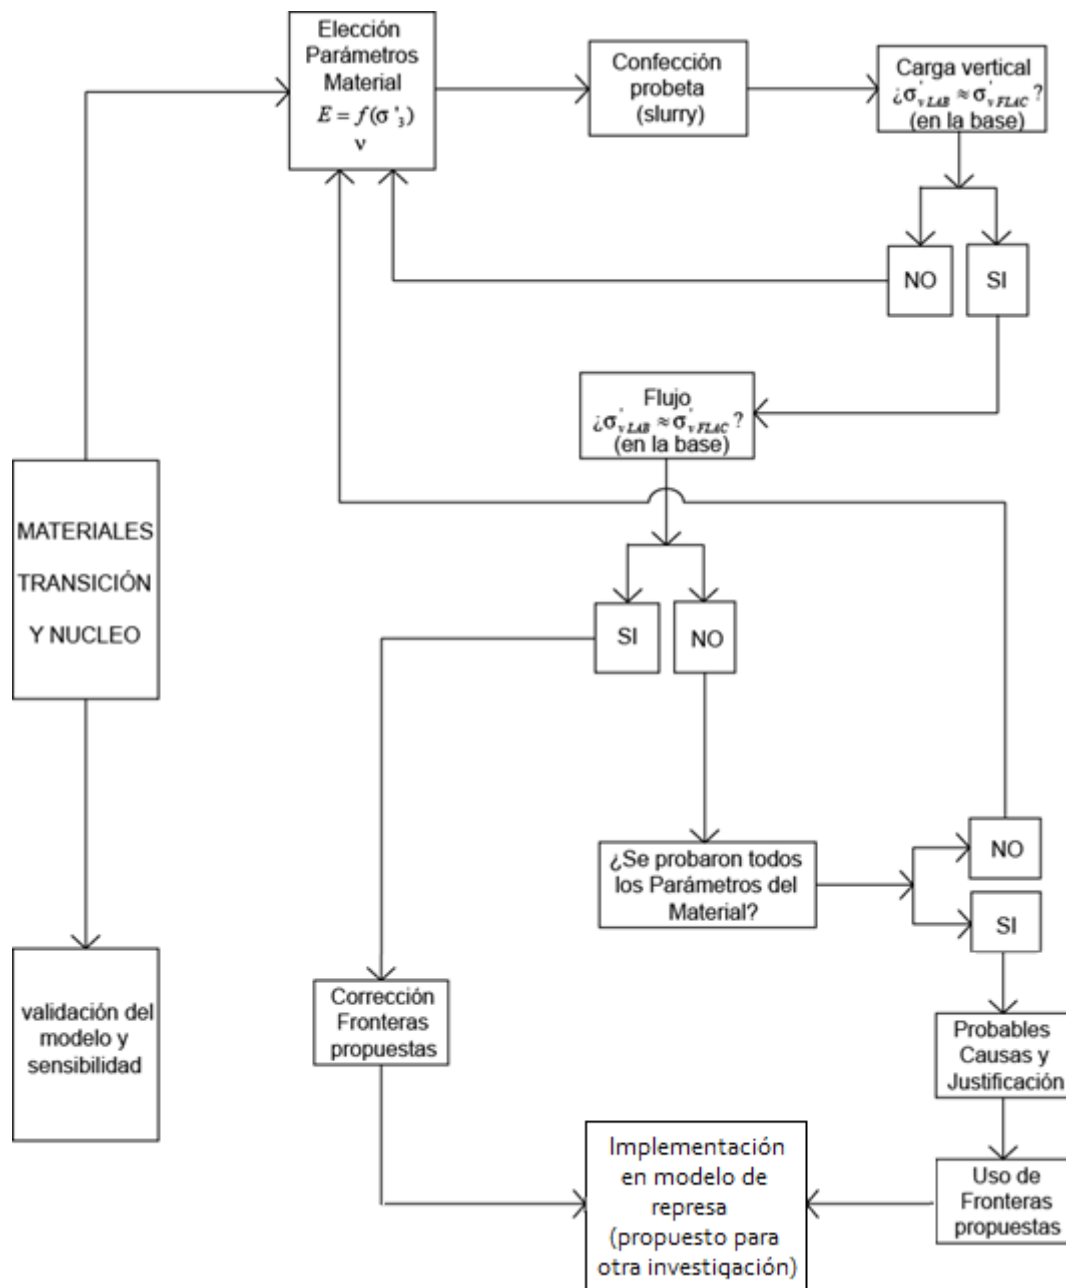 Elección
Parámetros
Material
E = f(σ'₃)
ν
Confección
probeta
(slurry)
Carga vertical
¿σ'vLAB ≈ σ'vFLAC ?
(en la base)
NO
SI
Flujo
¿σ'vLAB ≈ σ'vFLAC ?
(en la base)
MATERIALES
TRANSICIÓN
Y NUCLEO
SI
NO
¿Se probaron todos
los Parámetros del
Material?
NO
SI
validación del
modelo y
sensibilidad
Corrección
Fronteras
propuestas
Probables
Causas y
Justificación
Implementación
en modelo de
represa
(propuesto para
otra investigación)
Uso de
Fronteras
propuestas